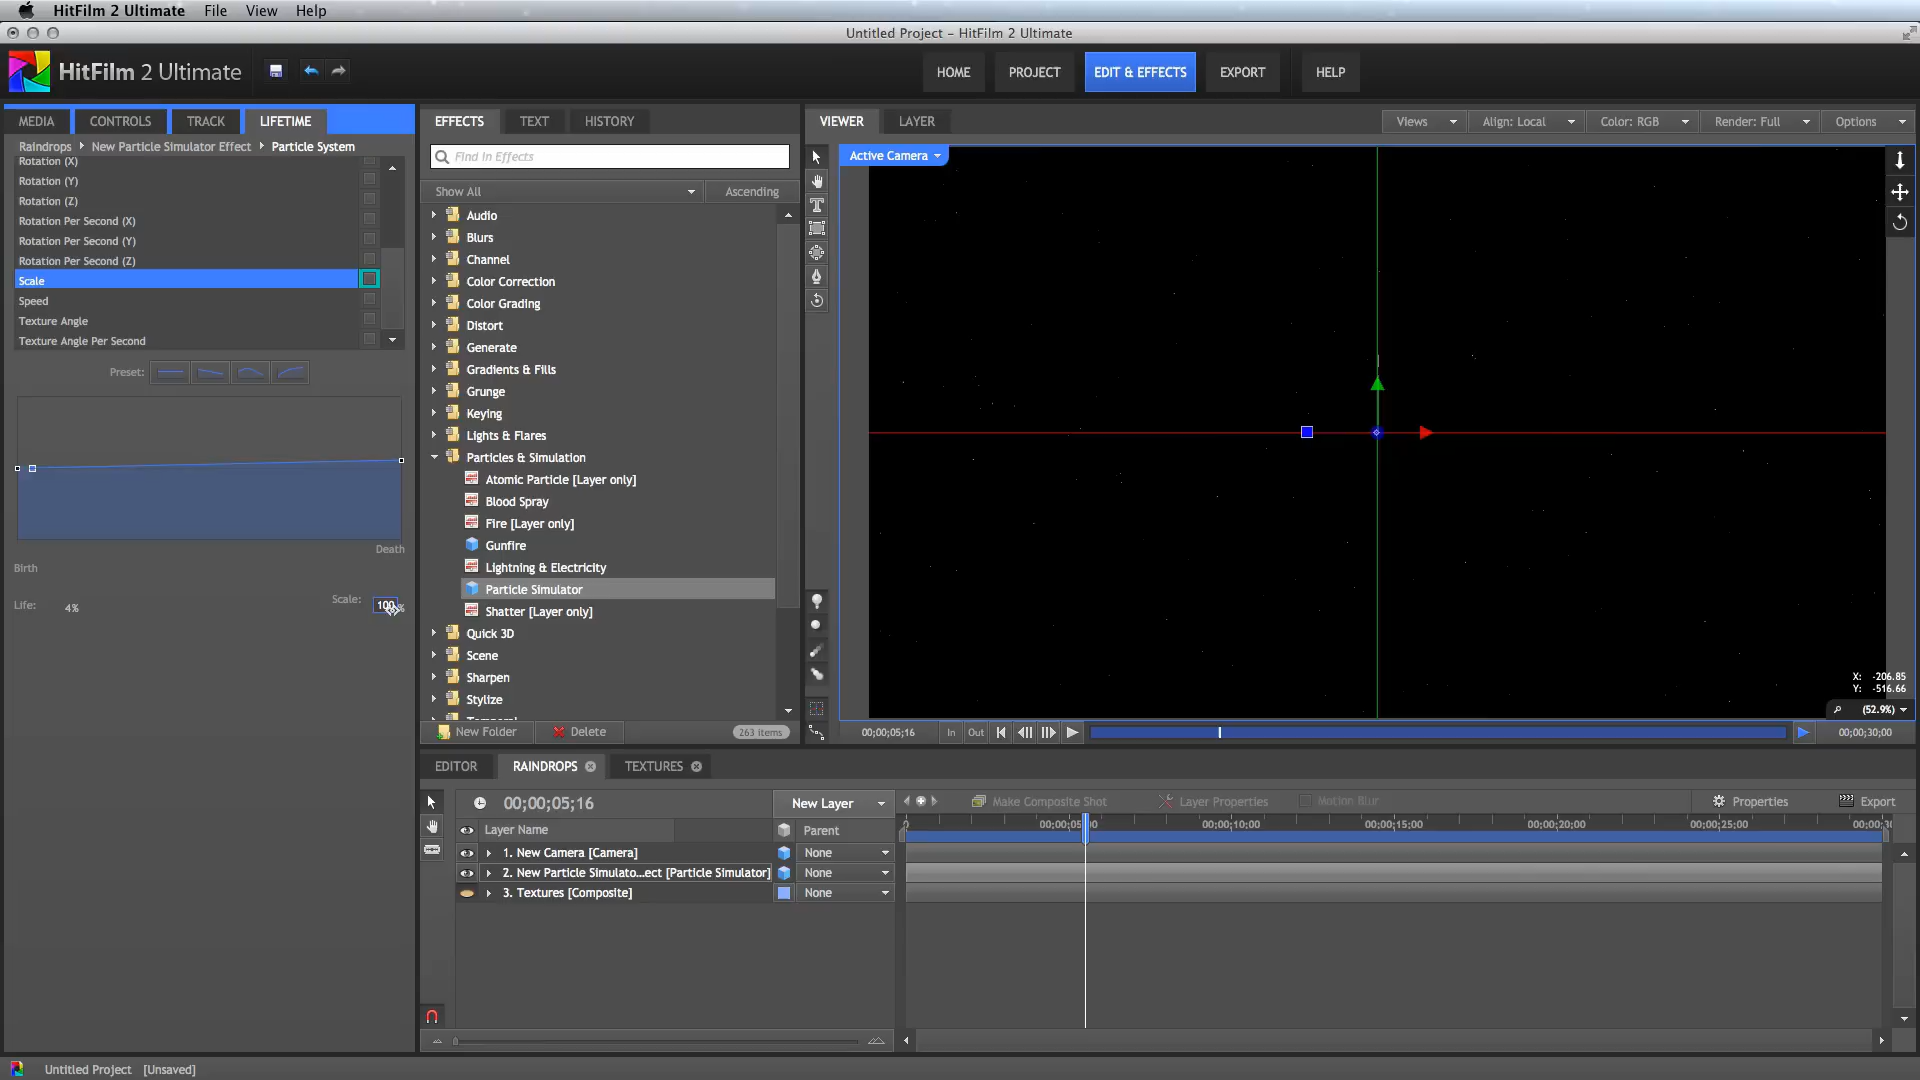 HitFilm 2 Ultimate File View Help
Untitled Project - HitFilm 2 Ultimate
HitFilm 2 Ultimate
HOME PROJECT EDIT & EFFECTS EXPORT HELP
MEDIA CONTROLS TRACK LIFETIME
Raindrops New Particle Simulator Effect Particle System
Rotation (X)
Rotation (Y)
Rotation (Z)
Rotation Per Second (X)
Rotation Per Second (Y)
Rotation Per Second (Z)
Scale
Speed
Texture Angle
Texture Angle Per Second
Preset:
Death
Birth
Life: 4%
Scale: 100%
EFFECTS TEXT HISTORY
Find In Effects
Show All Ascending
Audio
Blurs
Channel
Color Correction
Color Grading
Distort
Generate
Gradients & Fills
Grunge
Keying
Lights & Flares
Particles & Simulation
Atomic Particle [Layer only]
Blood Spray
Fire [Layer only]
Gunfire
Lightning & Electricity
Particle Simulator
Shatter [Layer only]
Quick 3D
Scene
Sharpen
Stylize
New Folder Delete 263 items
VIEWER LAYER
Views Align: Local Color: RGB Render: Full Options
Active Camera
X: -206.85
Y: -516.66
(52.9%)
00;00;05;16 In Out 00;00;30;00
EDITOR RAINDROPS TEXTURES
00;00;05;16 New Layer
Make Composite Shot Layer Properties Motion Blur Properties Export
Layer Name Parent
0 00;00;10;00 00;00;15;00 00;00;20;00 00;00;25;00
1. New Camera [Camera] None
2. New Particle Simulato...ect [Particle Simulator] None
3. Textures [Composite] None
Untitled Project [Unsaved]